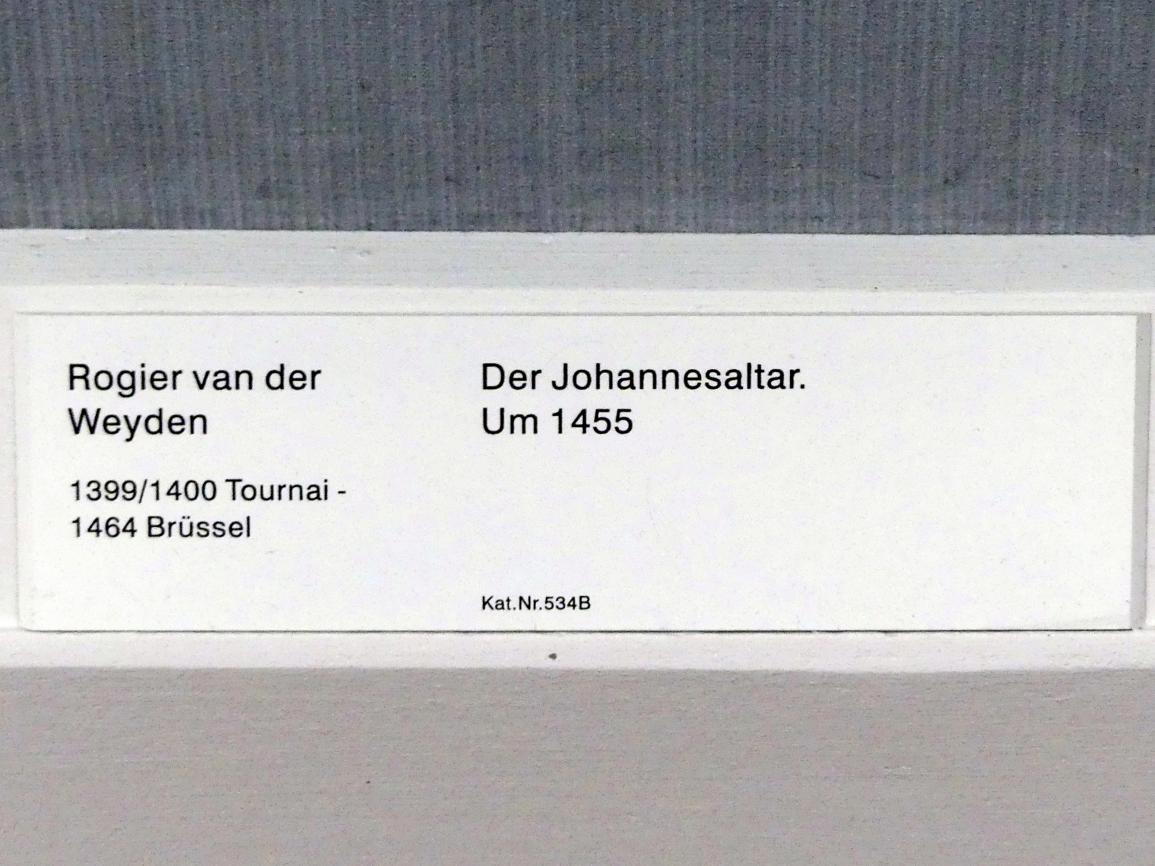 Rogier van der
Weyden
1399/1400 Tournai -
1464 Brüssel
Der Johannesaltar.
Um 1455
Kat.Nr.534B